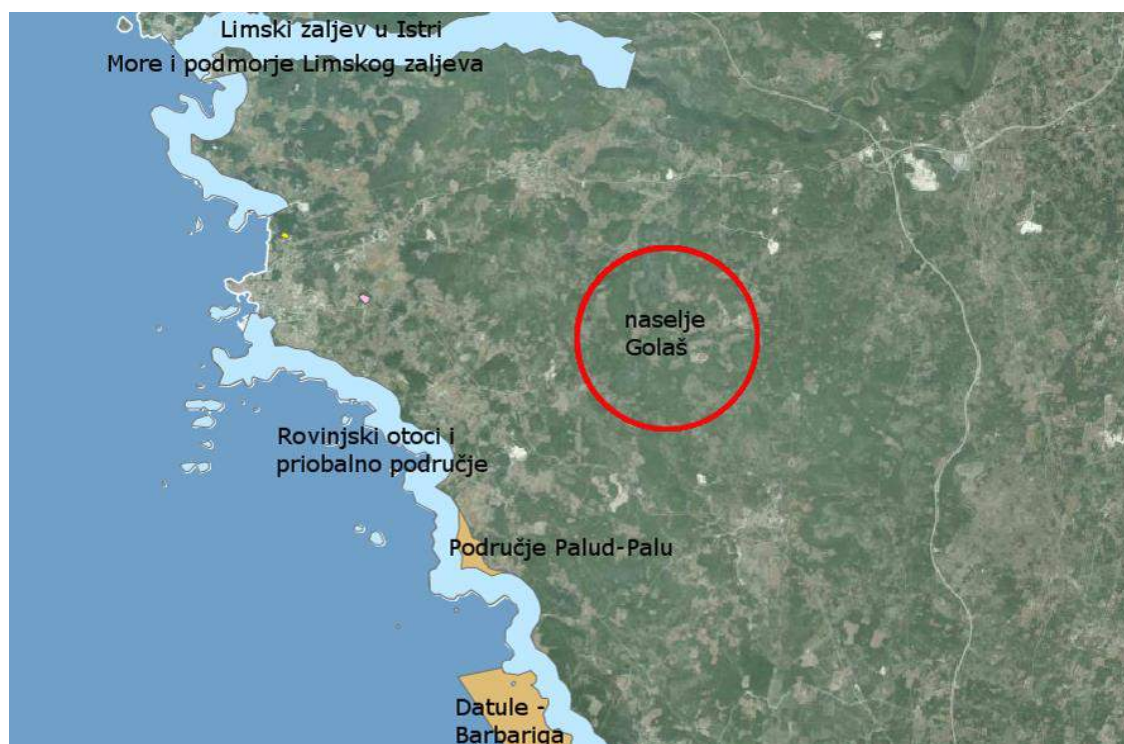 Limski zaljev u Istri
More i podmorje Limskog zaljeva
naselje
Golaš
Rovinjski otoci i
priobalno područje
Područje Palud-Palu
Datule -
Barbariga